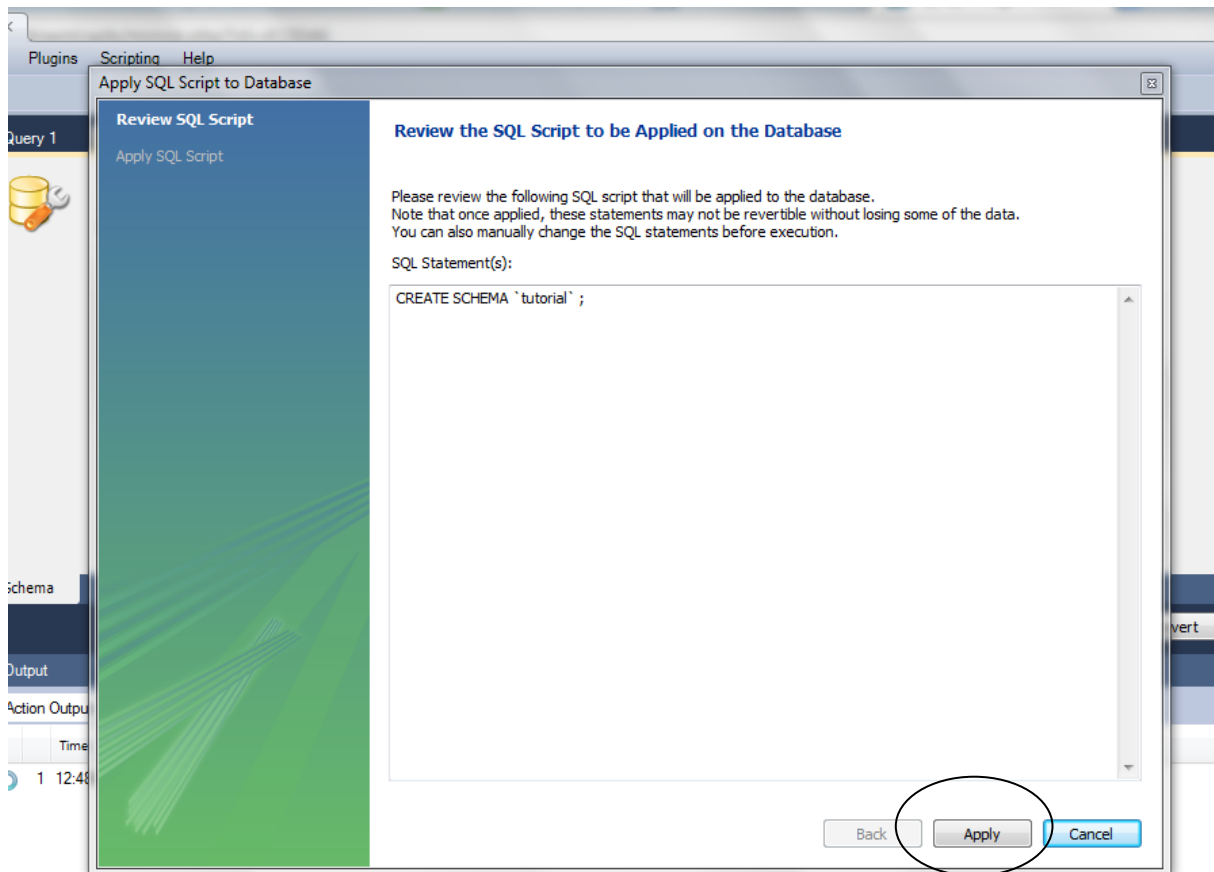 Plugins Scripting Help
Apply SQL Script to Database
Query 1
Review SQL Script
Apply SQL Script
Review the SQL Script to be Applied on the Database
Please review the following SQL script that will be applied to the database.
Note that once applied, these statements may not be revertible without losing some of the data.
You can also manually change the SQL statements before execution.
SQL Statement(s):
CREATE SCHEMA `tutorial` ;
Schema
vert
Output
Action Outpu
Time
1 12:48
Back Apply Cancel